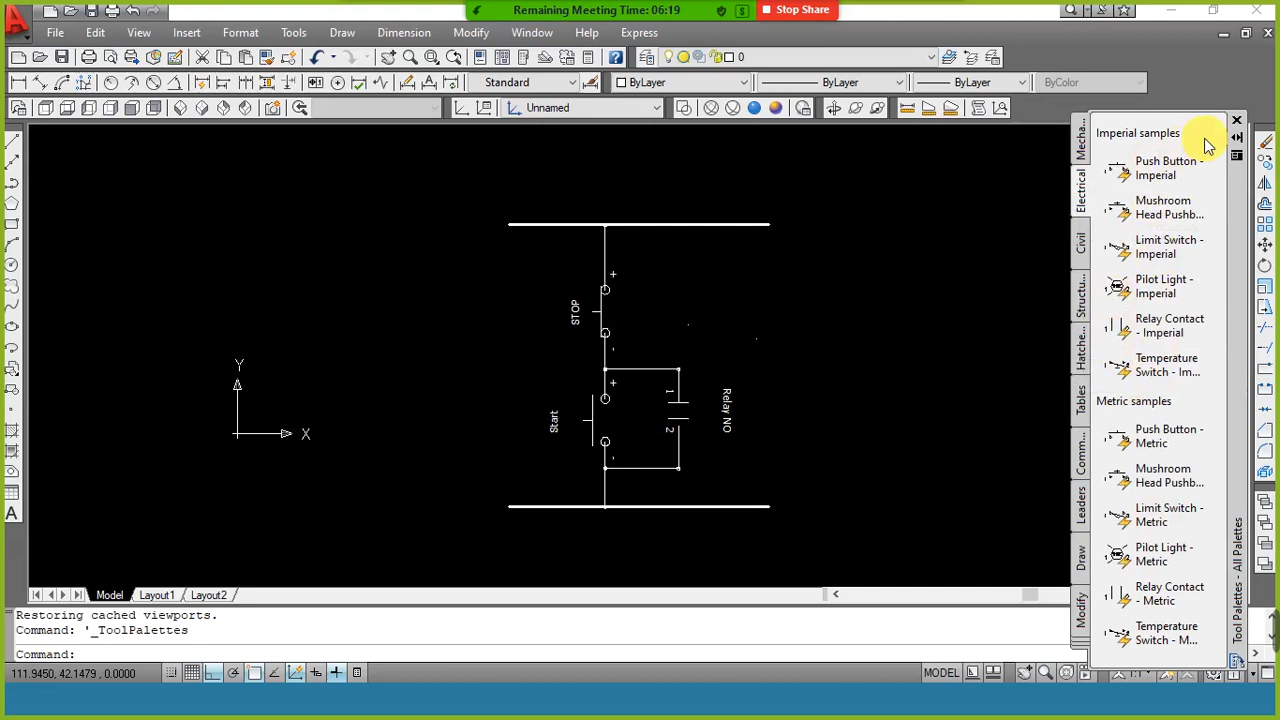 Remaining Meeting Time: 06:19
Stop Share
File Edit View Insert Format Tools Draw Dimension Modify Window Help Express
0
Standard
ByLayer
ByLayer
ByLayer
ByColor
Unnamed
Imperial samples
Push Button -
Imperial
Mushroom
Head Pushb...
Limit Switch -
Imperial
Pilot Light -
Imperial
Relay Contact
- Imperial
Temperature
Switch - Im...
Metric samples
Push Button -
Metric
Mushroom
Head Pushb...
Limit Switch -
Metric
Pilot Light -
Metric
Relay Contact
- Metric
Temperature
Switch - M...
Mecha...
Electrical
Civil
Structu...
Hatche...
Tables
Comm...
Leaders
Draw
Modify
Tool Palettes - All Palettes
+
STOP
-
+
Start
-
1
2
Relay NO
Y
X
Model Layout1 Layout2
Restoring cached viewports.
Command: '_ToolPalettes
Command:
111.9450, 42.1479, 0.0000
MODEL
1:1